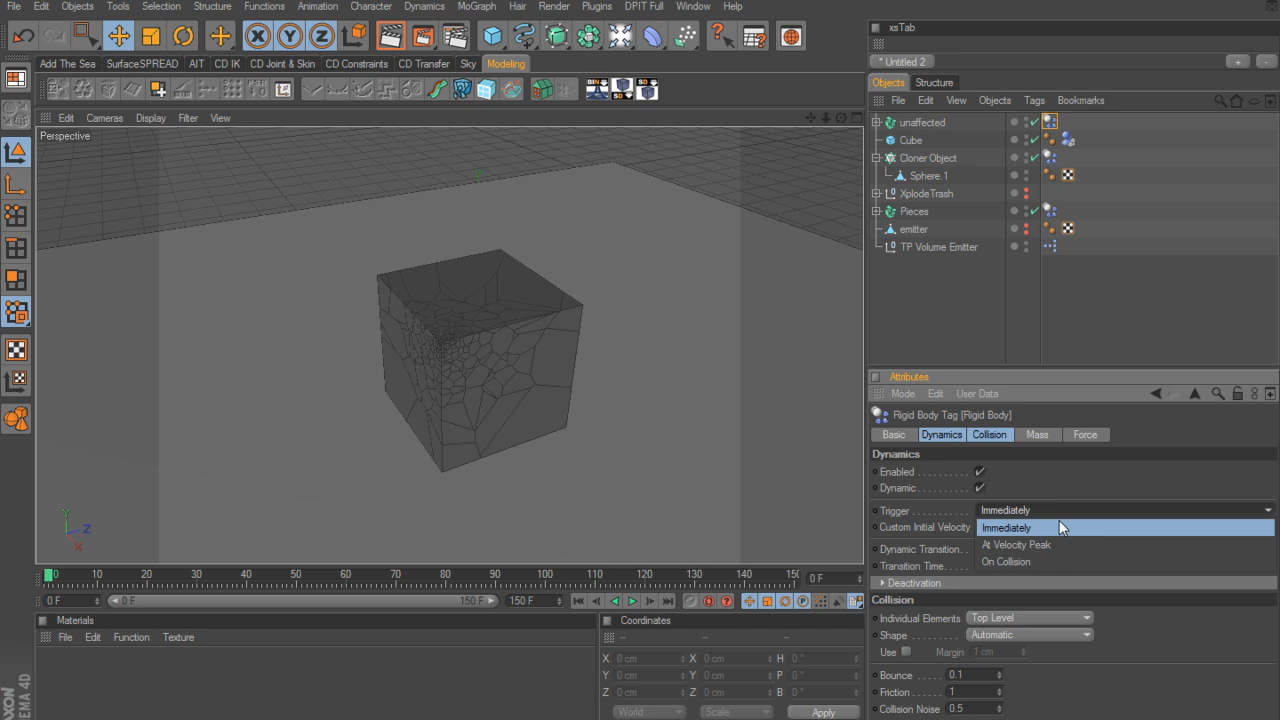 File Edit Objects Tools Selection Structure Functions Animation Character Dynamics MoGraph Hair Render Plugins DPIT Full Window Help
xsTab
* Untitled 2
+ -
Add The Sea SurfaceSPREAD AIT CD IK CD Joint & Skin CD Constraints CD Transfer Sky Modeling
Objects Structure
File Edit View Objects Tags Bookmarks
Edit Cameras Display Filter View
Perspective
unaffected
Cube
Cloner Object
Sphere.1
XplodeTrash
Pieces
emitter
TP Volume Emitter
Attributes
Mode Edit User Data
Rigid Body Tag [Rigid Body]
Basic Dynamics Collision Mass Force
Dynamics
Enabled
Dynamic
Trigger Immediately
Custom Initial Velocity
Immediately
At Velocity Peak
On Collision
Dynamic Transition
Transition Time
Deactivation
Collision
Individual Elements Top Level
Shape Automatic
Use Margin 1 cm
Bounce 0.1
Friction 1
Collision Noise 0.5
Y Z X
0 10 20 30 40 50 60 70 80 90 100 110 120 130 140 15( 0 F
0 F 0 F 150 F 150 F
Materials
File Edit Function Texture
Coordinates
-- -- --
X 0 cm X 0 cm H 0 °
Y 0 cm Y 0 cm P 0 °
Z 0 cm Z 0 cm B 0 °
World Scale Apply
AXON
EMA 4D